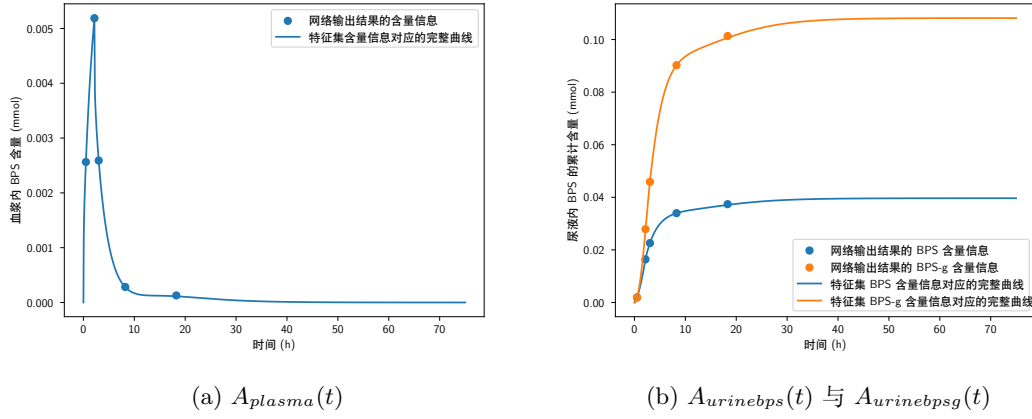 网络输出结果的含量信息
特征集含量信息对应的完整曲线
血浆内 BPS 含量 (mmol)
0.005
0.004
0.003
0.002
0.001
0.000
0 10 20 30 40 50 60 70
时间 (h)
(a) A_plasma(t)
尿液内 BPS 的累计含量 (mmol)
0.10
0.08
0.06
0.04
0.02
0.00
网络输出结果的 BPS 含量信息
网络输出结果的 BPS-g 含量信息
特征集 BPS 含量信息对应的完整曲线
特征集 BPS-g 含量信息对应的完整曲线
0 10 20 30 40 50 60 70
时间 (h)
(b) A_urinebps(t) 与 A_urinebpsg(t)